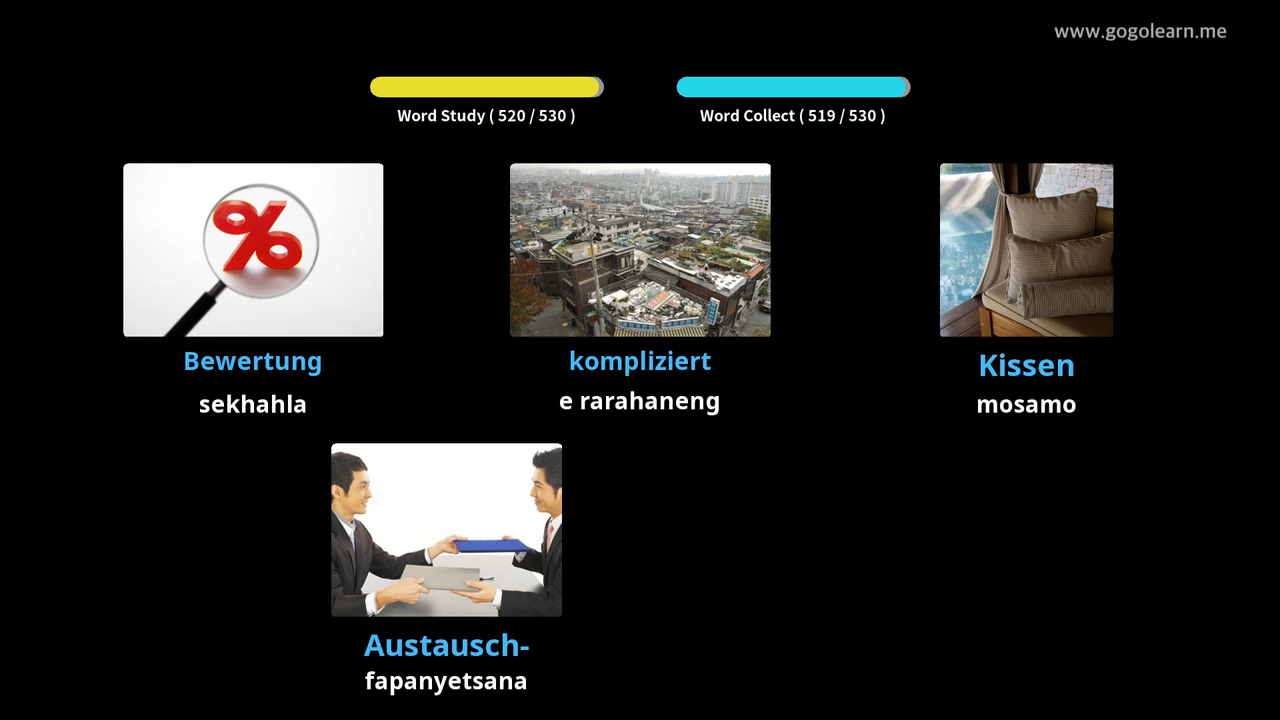 www.gogolearn.me
Word Study ( 520 / 530 )
Word Collect ( 519 / 530 )
Bewertung
sekhahla
kompliziert
e rarahaneng
Kissen
mosamo
Austausch-
fapanyetsana